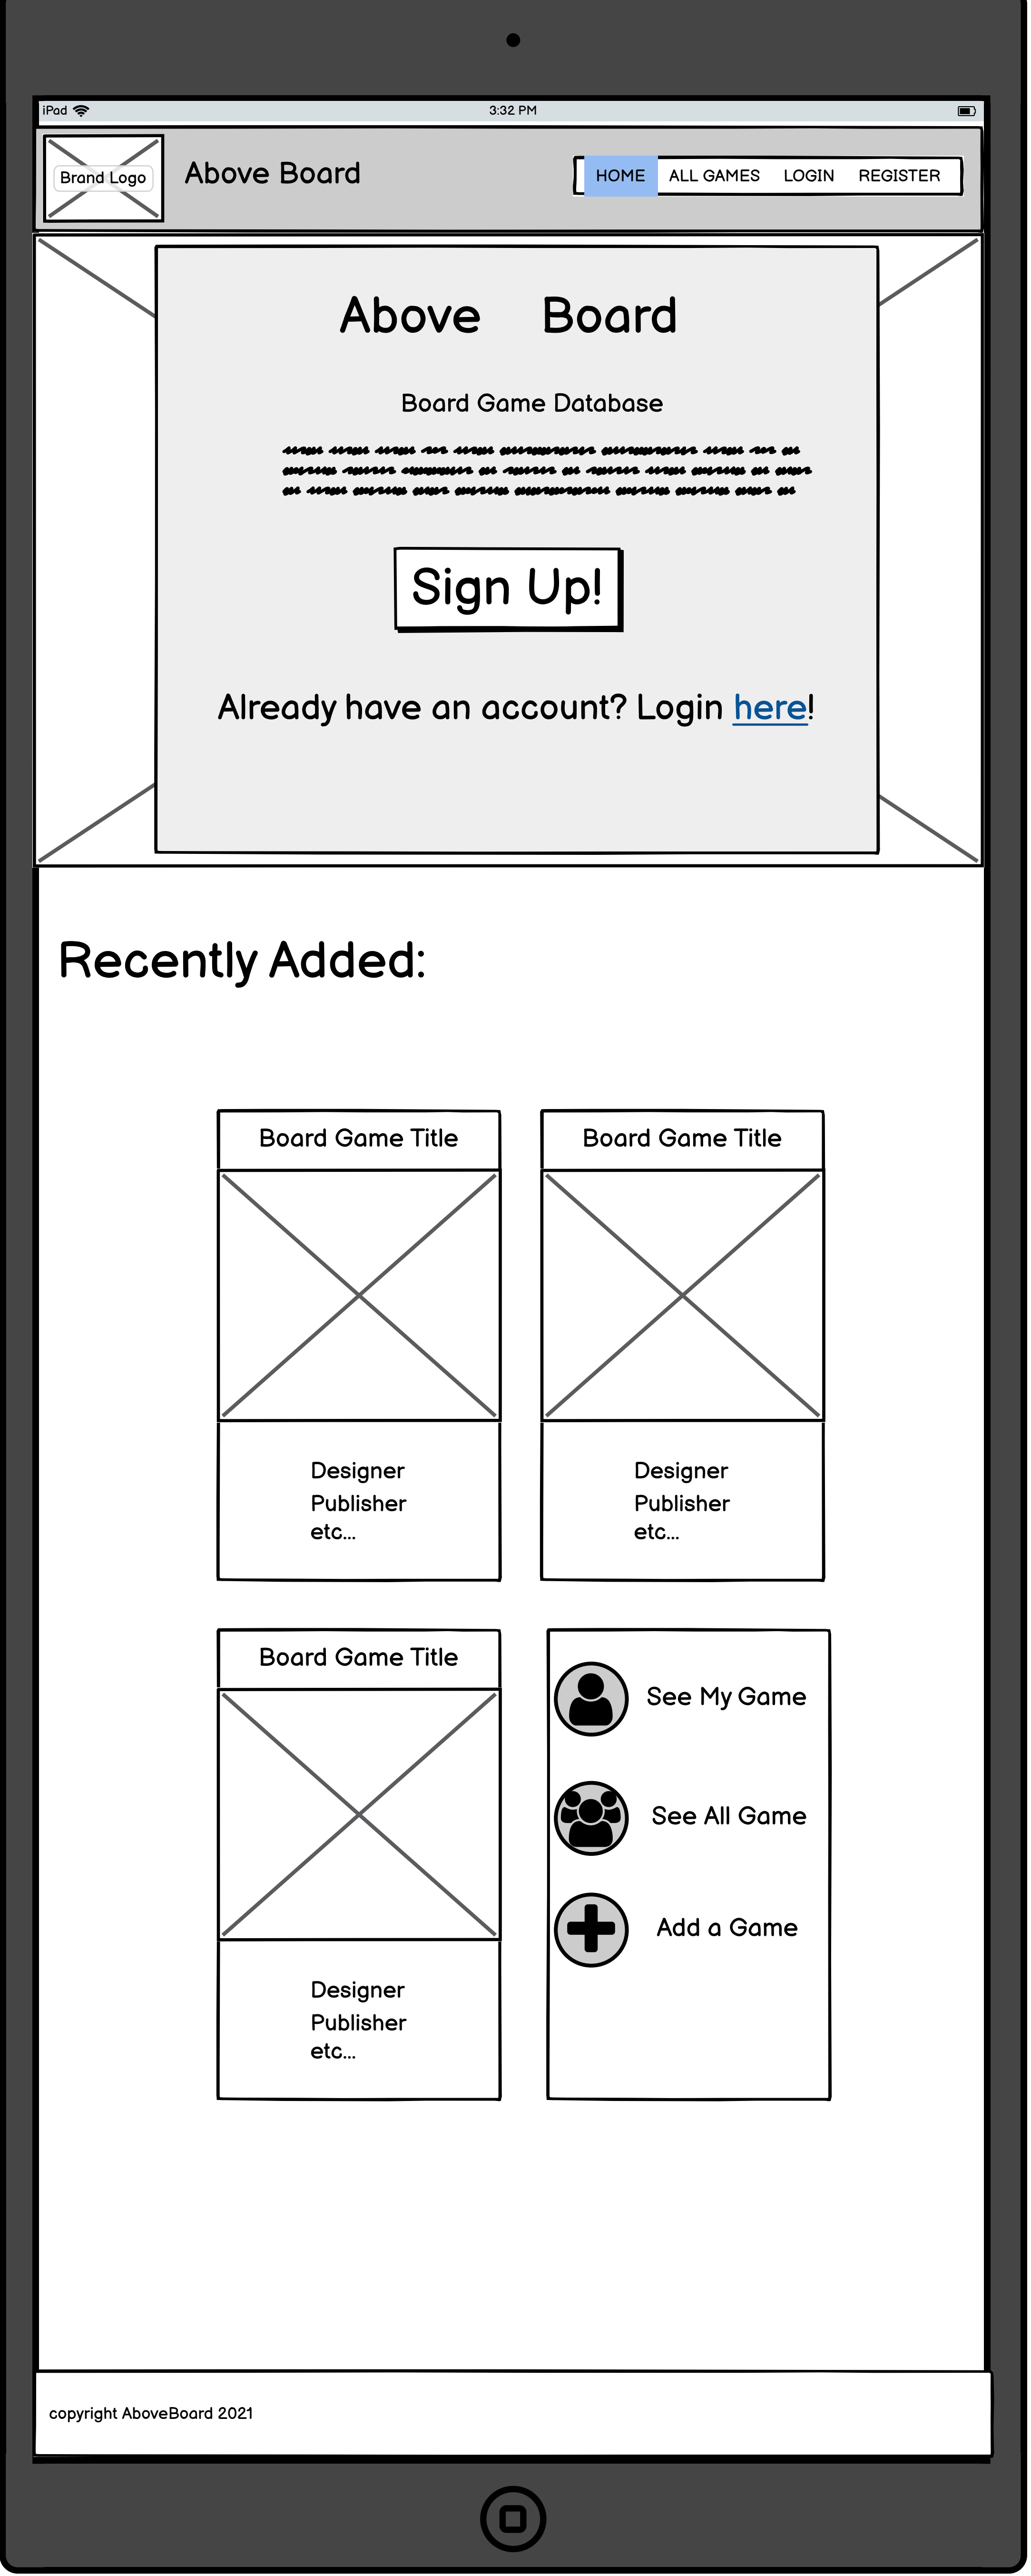 iPad
3:32 PM
Brand Logo
Above Board
HOME ALL GAMES LOGIN REGISTER
Above Board
Board Game Database
Sign Up!
Already have an account? Login here!
Recently Added:
Board Game Title
Designer
Publisher
etc...
Board Game Title
Designer
Publisher
etc...
Board Game Title
Designer
Publisher
etc...
See My Game
See All Game
Add a Game
copyright AboveBoard 2021